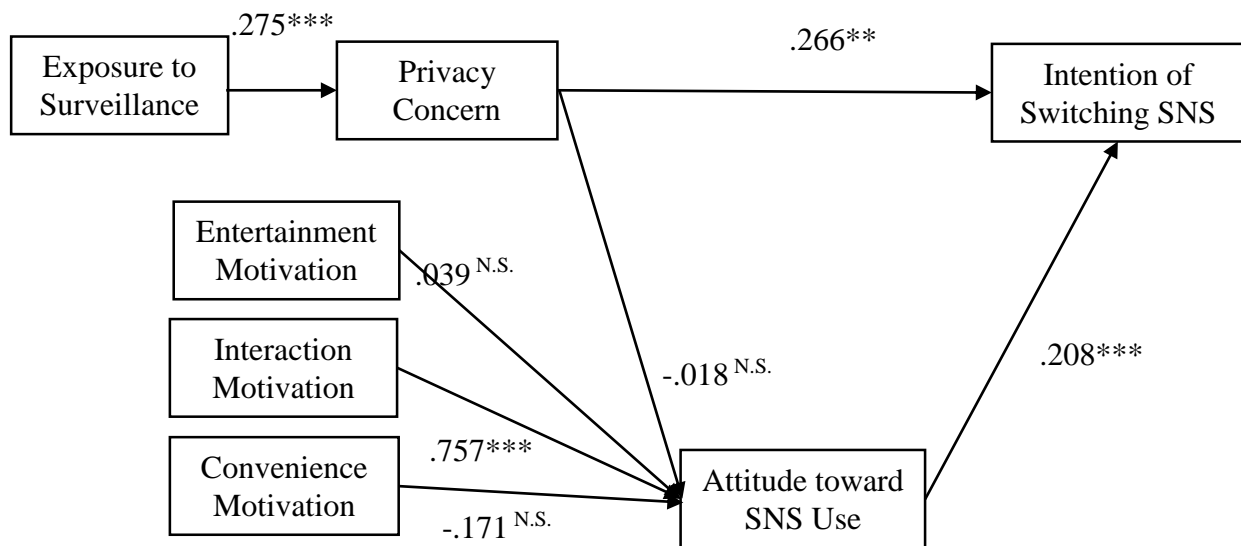 .275***
.266**
Exposure to
Surveillance
Privacy
Concern
Intention of
Switching SNS
Entertainment
Motivation
.039 N.S.
Interaction
Motivation
-.018 N.S.
.208***
.757***
Convenience
Motivation
-.171 N.S.
Attitude toward
SNS Use